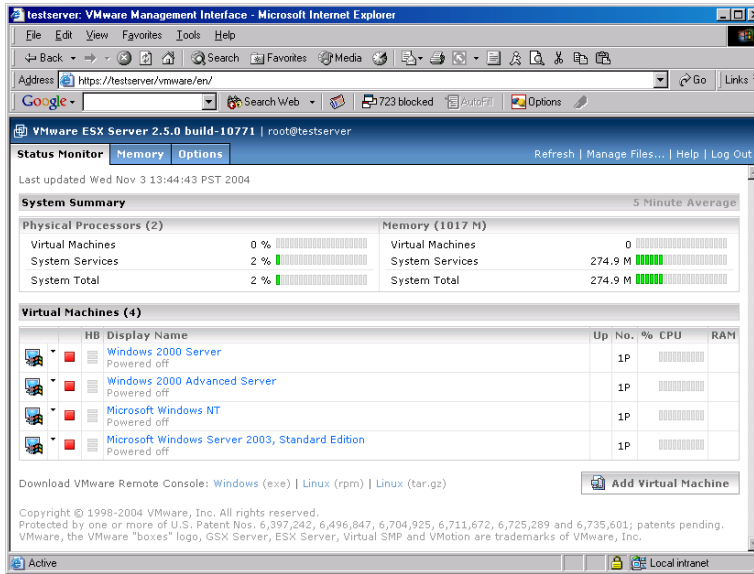 testserver: VMware Management Interface - Microsoft Internet Explorer
File Edit View Favorites Tools Help
Back Search Favorites Media
Address https://testserver/vmware/en/ Go Links
Google Search Web 723 blocked AutoFill Options
VMware ESX Server 2.5.0 build-10771 | root@testserver
Status Monitor Memory Options Refresh | Manage Files... | Help | Log Out
Last updated Wed Nov 3 13:44:43 PST 2004
System Summary 5 Minute Average
Physical Processors (2) Memory (1017 M)
Virtual Machines 0 % Virtual Machines 0
System Services 2 % System Services 274.9 M
System Total 2 % System Total 274.9 M
Virtual Machines (4)
HB Display Name Up No. % CPU RAM
Windows 2000 Server
Powered off 1P
Windows 2000 Advanced Server
Powered off 1P
Microsoft Windows NT
Powered off 1P
Microsoft Windows Server 2003, Standard Edition
Powered off 1P
Download VMware Remote Console: Windows (exe) | Linux (rpm) | Linux (tar.gz) Add Virtual Machine
Copyright © 1998-2004 VMware, Inc. All rights reserved.
Protected by one or more of U.S. Patent Nos. 6,397,242, 6,496,847, 6,704,925, 6,711,672, 6,725,289 and 6,735,601; patents pending.
VMware, the VMware "boxes" logo, GSX Server, ESX Server, Virtual SMP and VMotion are trademarks of VMware, Inc.
Active Local intranet